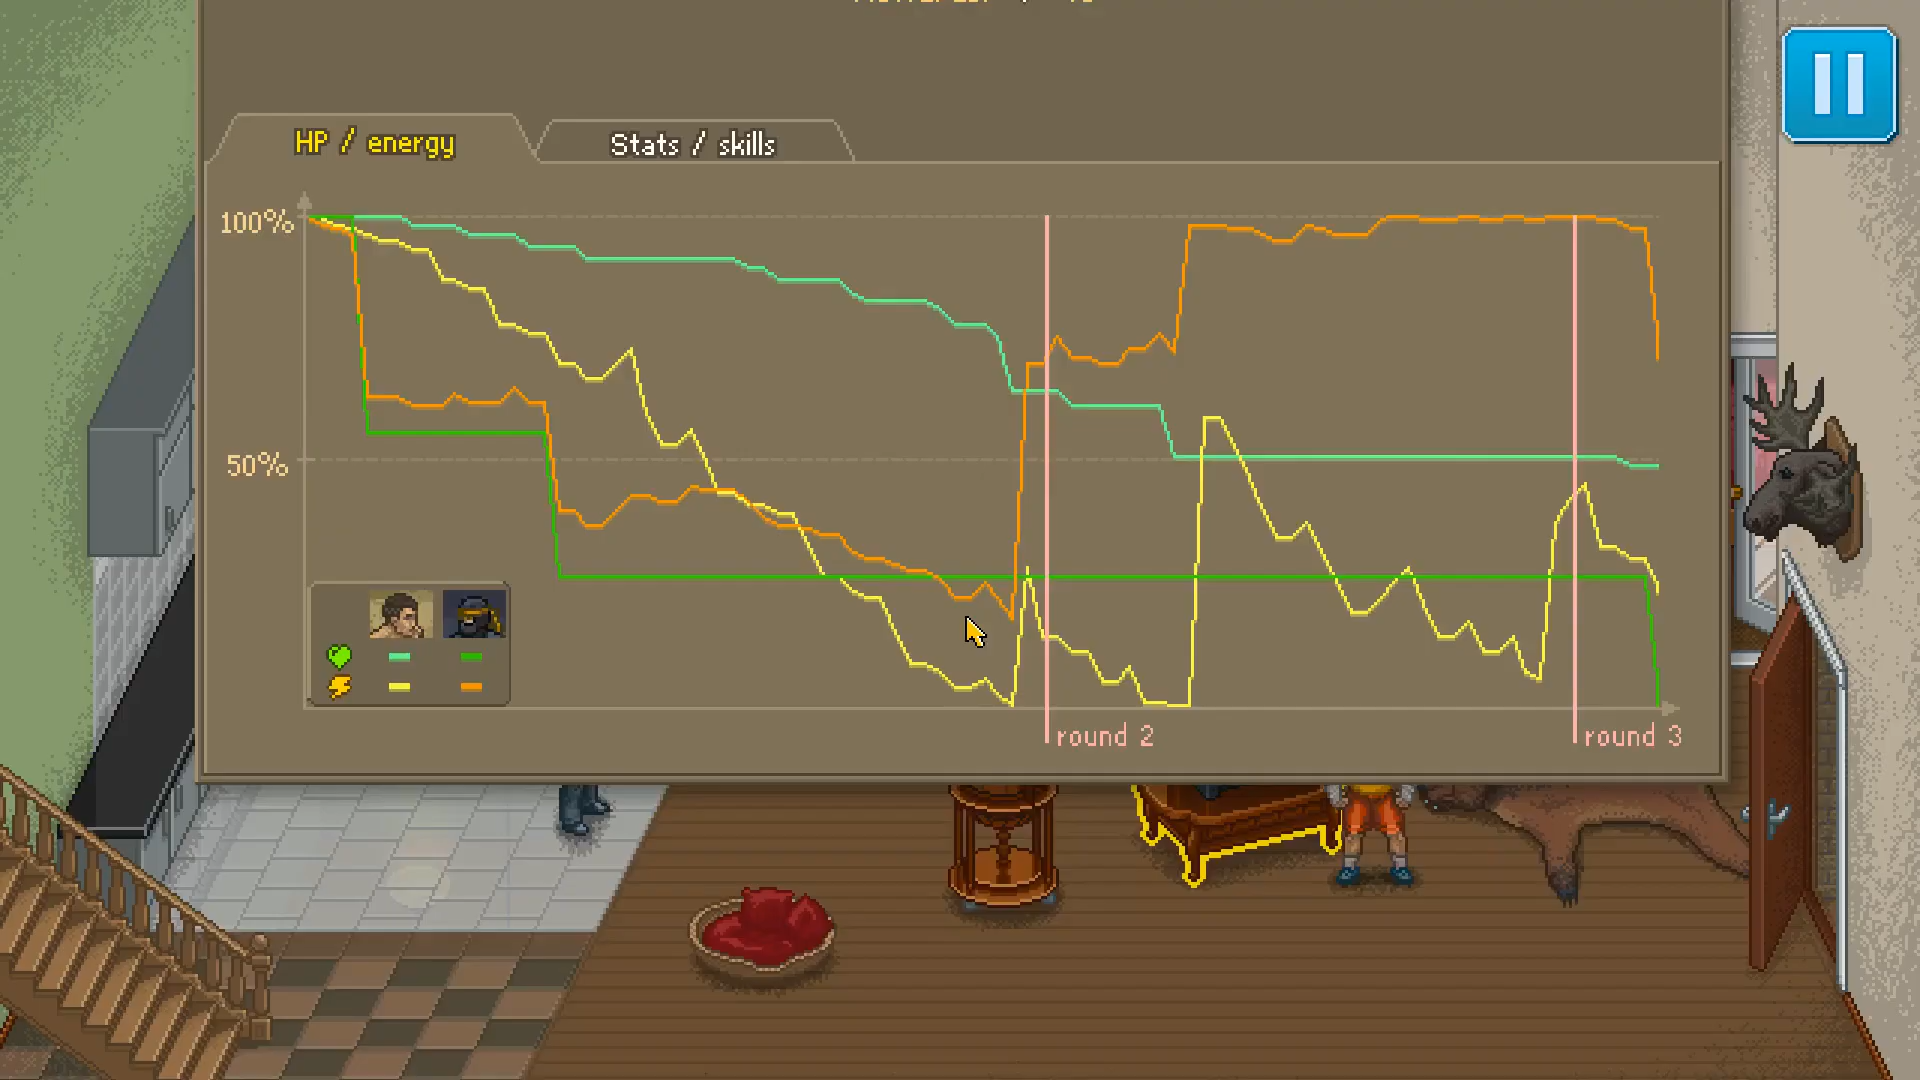 HP / energy
Stats / skills
100%
50%
round 2
round 3